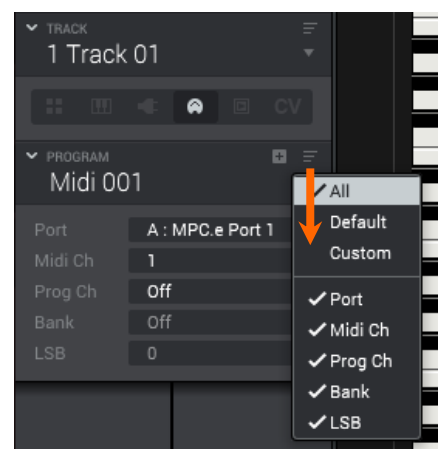 TRACK
1 Track 01
CV
PROGRAM
Midi 001
Port A : MPC.e Port 1
Midi Ch 1
Prog Ch Off
Bank Off
LSB 0
All
Default
Custom
Port
Midi Ch
Prog Ch
Bank
LSB